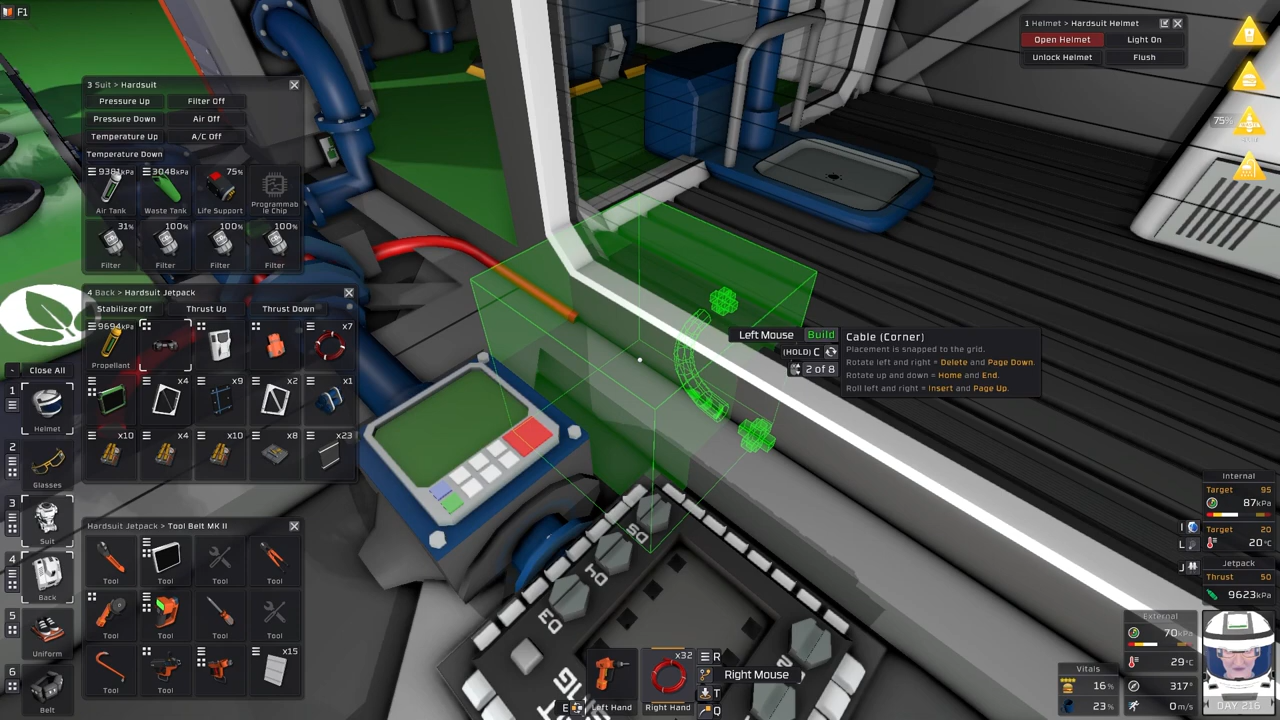 F1
3 Suit > Hardsuit
Pressure Up
Filter Off
Pressure Down
Air Off
Temperature Up
A/C Off
Temperature Down
9381kPa
3048kPa
75%
Air Tank
Waste Tank
Life Support
Programmab
le Chip
31%
100%
100%
100%
Filter
Filter
Filter
Filter
4 Back > Hardsuit Jetpack
Stabilizer Off
Thrust Up
Thrust Down
9694kPa
x7
Propellant
x4
x9
x2
x1
x10
x4
x10
x8
x23
Close All
1
Helmet
2
Glasses
3
Suit
4
Back
5
Uniform
6
Belt
Hardsuit Jetpack > Tool Belt MK II
Tool
Tool
Tool
Tool
Tool
Tool
Tool
Tool
Tool
Tool
Tool
x15
1 Helmet > Hardsuit Helmet
Open Helmet
Light On
Unlock Helmet
Flush
75%
Left Mouse
Build
(HOLD) C
2 of 8
Cable (Corner)
Placement is snapped to the grid.
Rotate left and right = Delete and Page Down.
Rotate up and down = Home and End.
Roll left and right = Insert and Page Up.
DS
D4
D3
E
Left Hand
x32
Right Hand
R
T
Q
Right Mouse
Internal
Target 95
87kPa
Target 20
20°C
I
L
J
Jetpack
Thrust 50
9623kPa
External
70kPa
29°C
317°
0m/s
Vitals
16%
23%
DAY 216